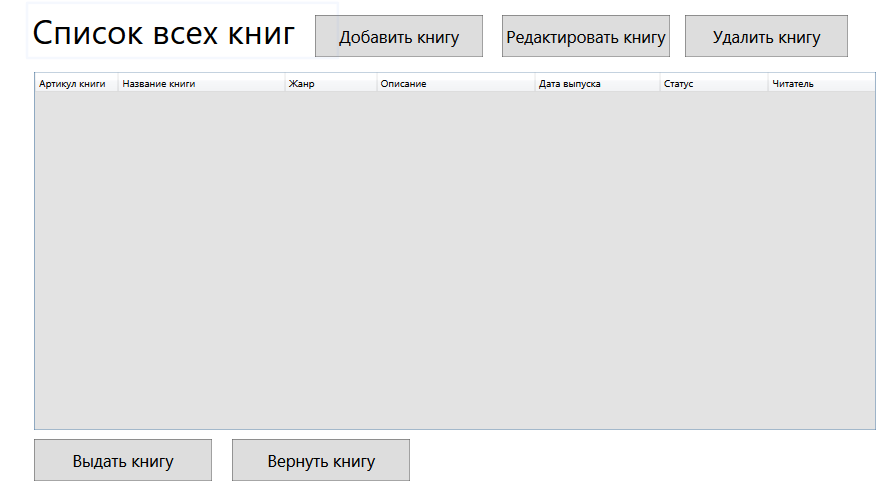 Список всех книг
Добавить книгу
Редактировать книгу
Удалить книгу
Артикул книги
Название книги
Жанр
Описание
Дата выпуска
Статус
Читатель
Выдать книгу
Вернуть книгу